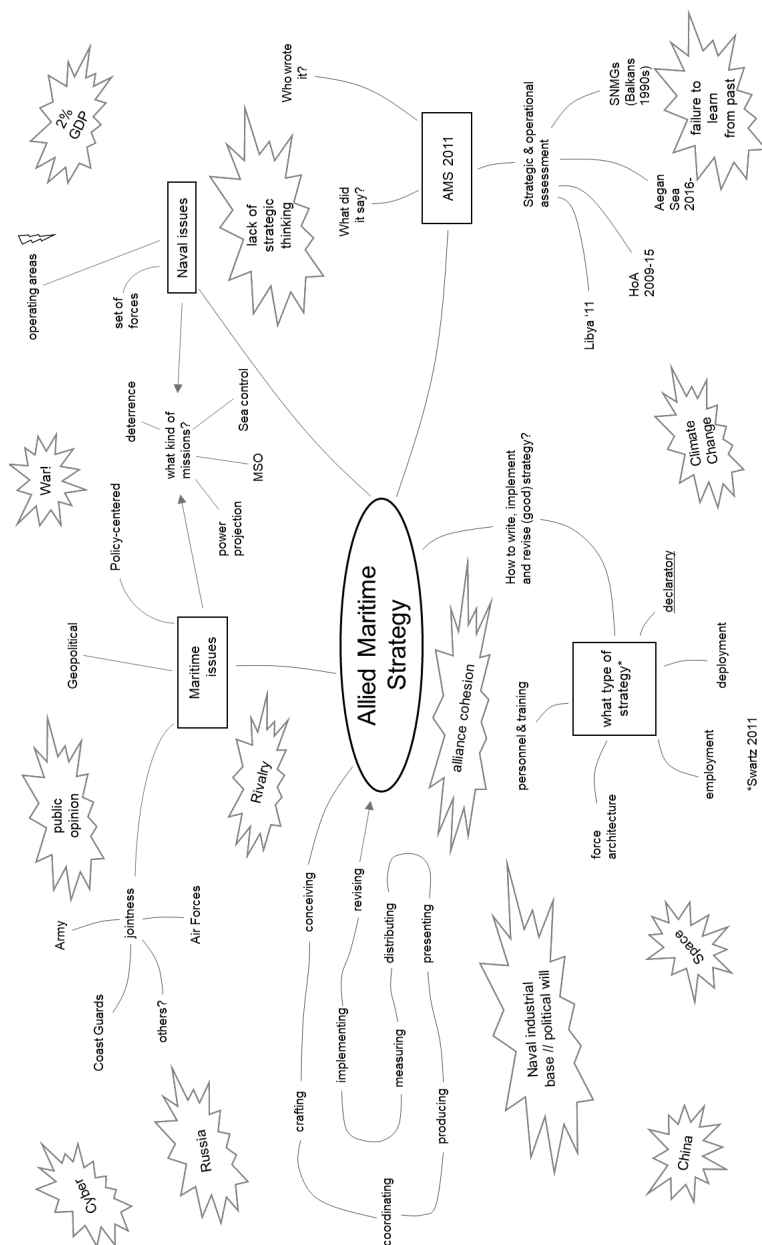 Cyber
Russia
Coast Guards
Army
jointness
others?
Air Forces
public
opinion
Rivalry
Geopolitical
Policy-centered
Maritime
issues
War!
deterrence
what kind of
missions?
power
projection
MSO
Sea control
operating areas
set of
forces
Naval issues
2%
GDP
lack of
strategic
thinking
Who wrote
it?
What did
it say?
AMS 2011
Strategic & operational
assessment
Libya '11
HoA
2009-15
Aegan
Sea
2016-
SNMGs
(Balkans
1990s)
failure to
learn
from past
Allied Maritime
Strategy
conceiving
crafting
coordinating
producing
presenting
distributing
measuring
implementing
revising
alliance cohesion
How to write, implement
and revise (good) strategy?
what type of
strategy*
personnel & training
force
architecture
employment
deployment
declaratory
Climate
Change
Naval industrial
base // political will
Space
China
*Swartz 2011